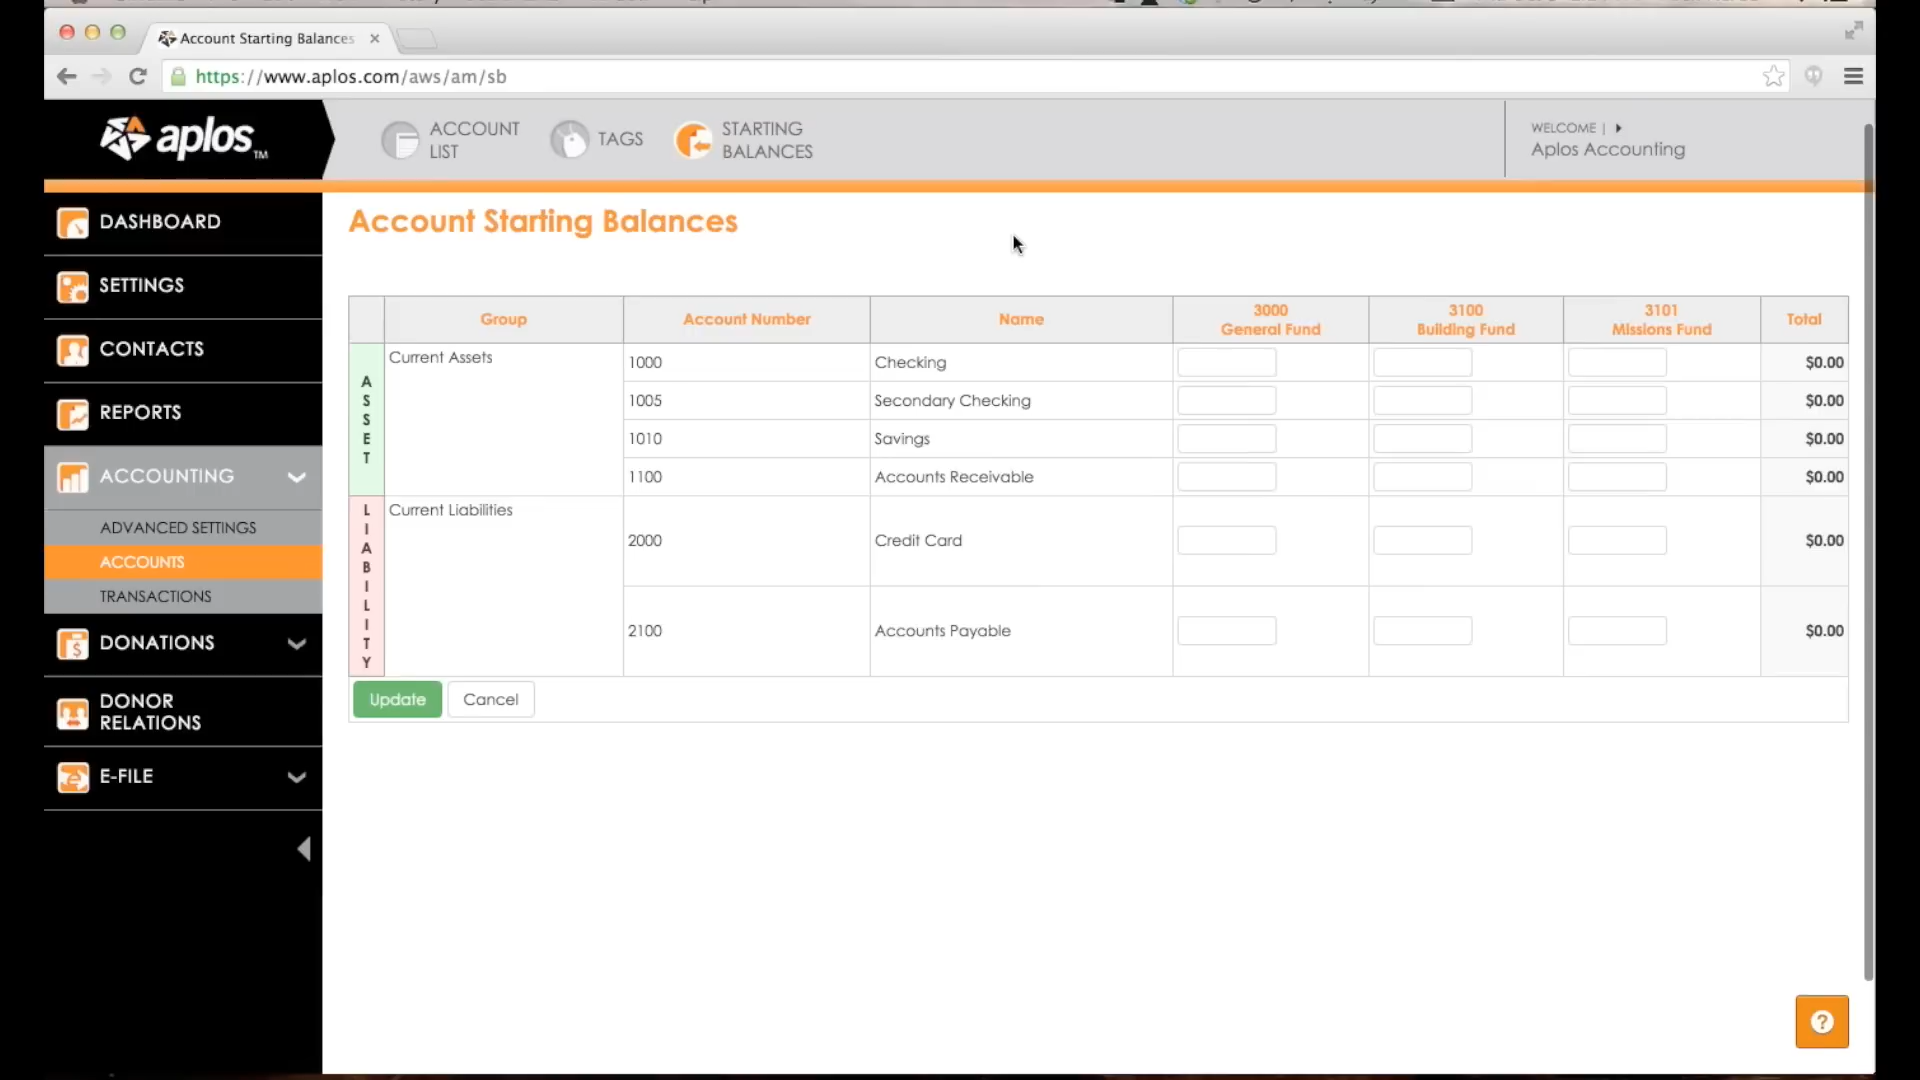 Account Starting Balances
https://www.aplos.com/aws/am/sb
aplos™
ACCOUNT
LIST
TAGS
STARTING
BALANCES
WELCOME |
Aplos Accounting
DASHBOARD
SETTINGS
CONTACTS
REPORTS
ACCOUNTING
ADVANCED SETTINGS
ACCOUNTS
TRANSACTIONS
DONATIONS
DONOR
RELATIONS
E-FILE
Account Starting Balances
Group Account Number Name 3000 General Fund 3100 Building Fund 3101 Missions Fund Total
ASSET
Current Assets 1000 Checking $0.00
1005 Secondary Checking $0.00
1010 Savings $0.00
1100 Accounts Receivable $0.00
LIABILITY
Current Liabilities 2000 Credit Card $0.00
2100 Accounts Payable $0.00
Update Cancel
?